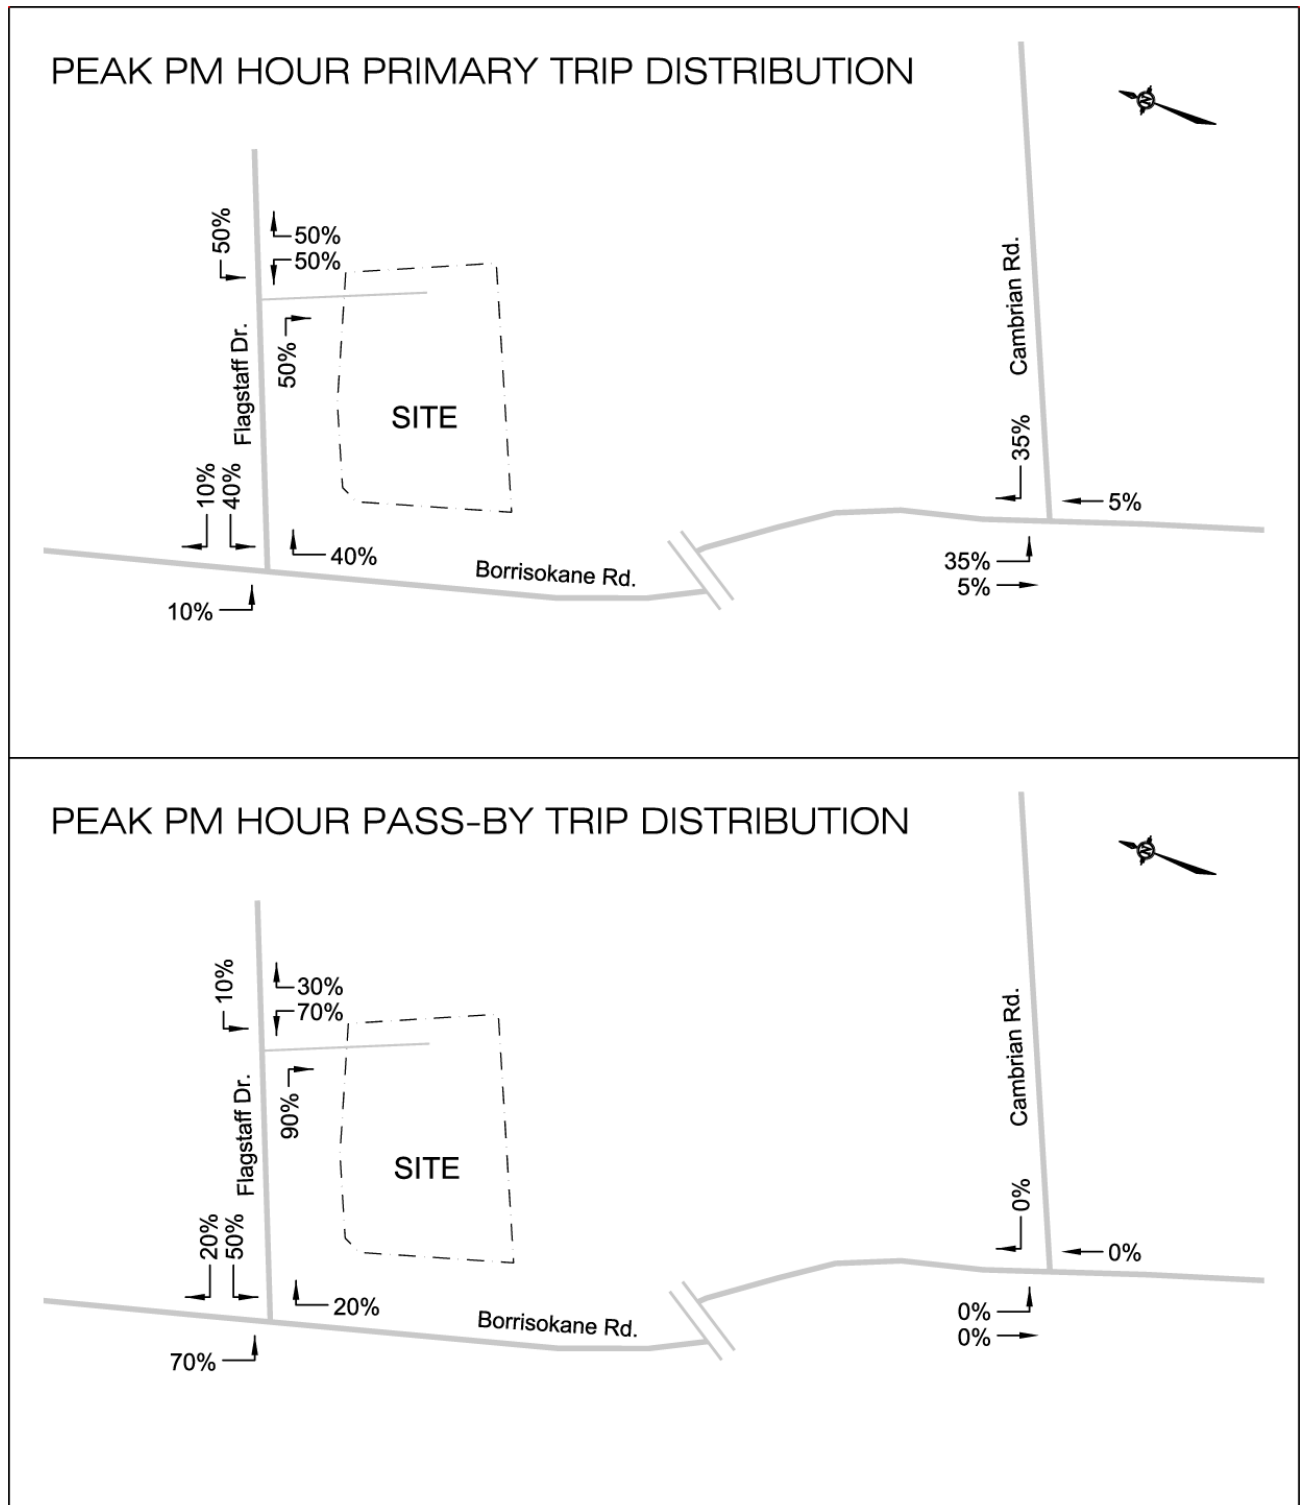 PEAK PM HOUR PRIMARY TRIP DISTRIBUTION
N
50%
50%
50%
50%
Flagstaff Dr.
SITE
Cambrian Rd.
10%
40%
35%
5%
40%
Borrisokane Rd.
35%
5%
10%
PEAK PM HOUR PASS-BY TRIP DISTRIBUTION
N
10%
30%
70%
90%
Flagstaff Dr.
SITE
Cambrian Rd.
20%
50%
0%
0%
20%
Borrisokane Rd.
0%
0%
70%